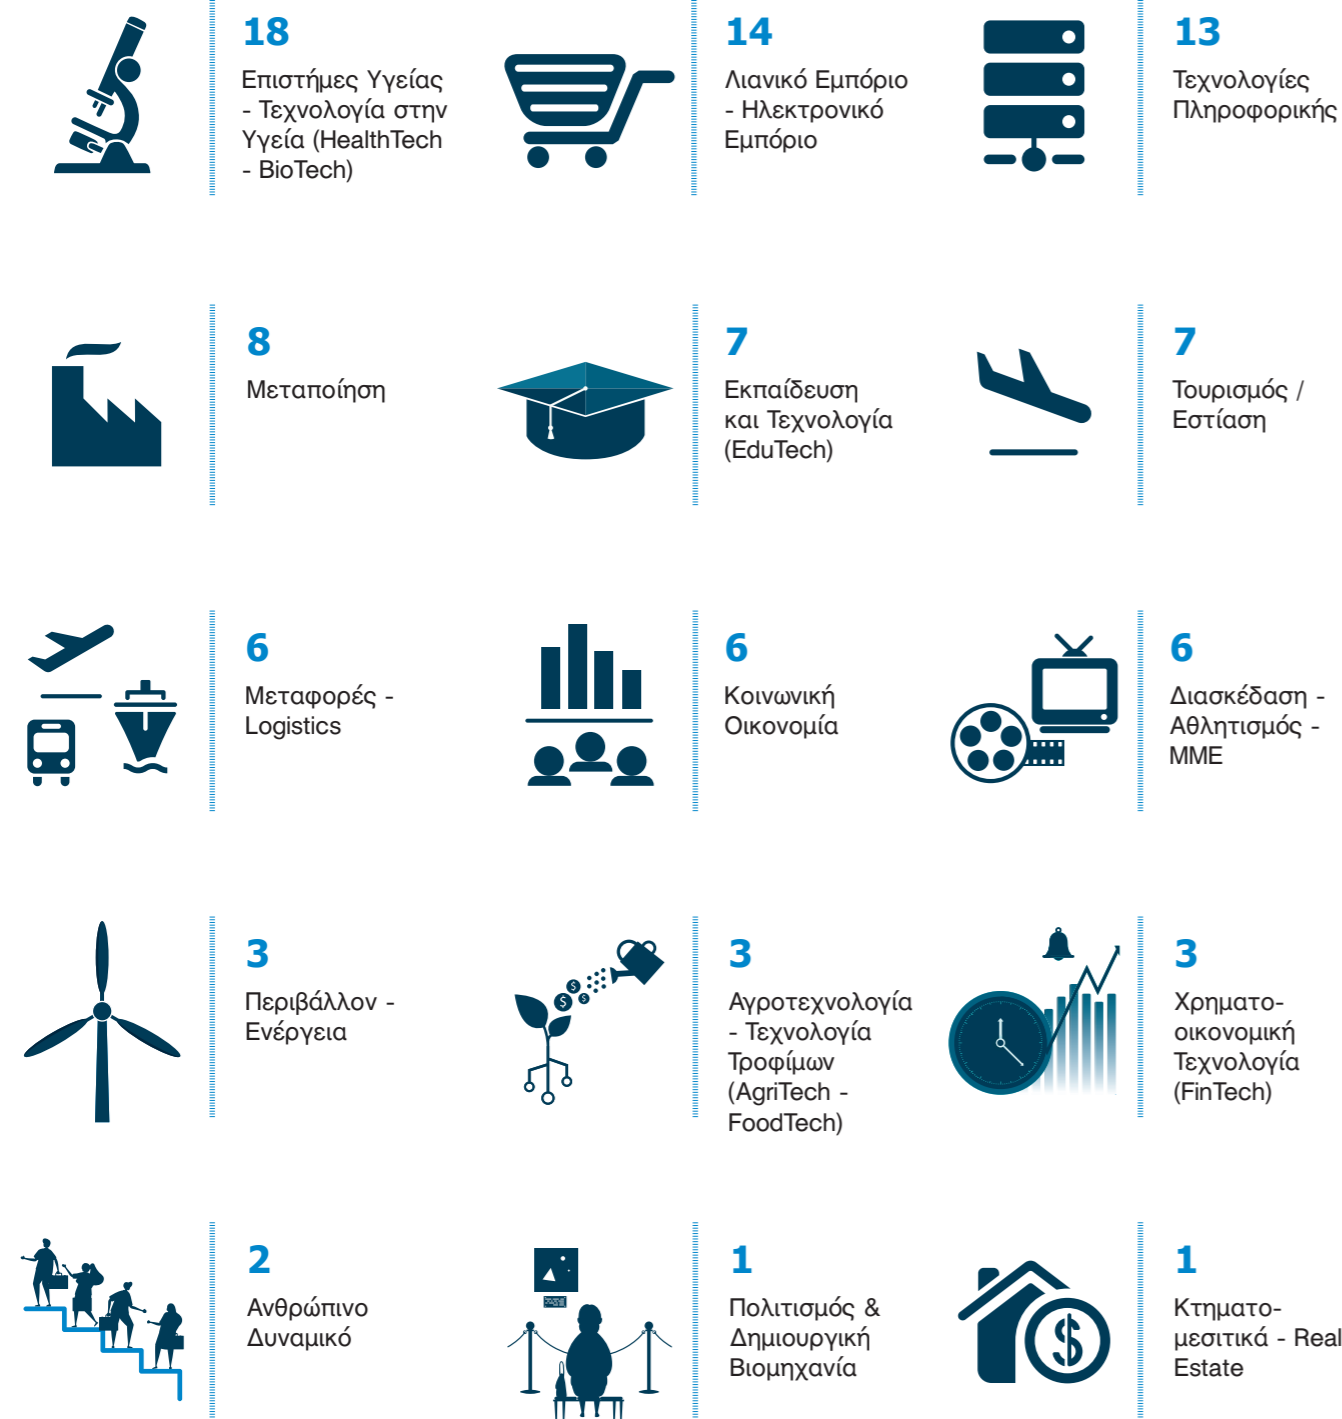 18
Επιστήμες Υγείας
- Τεχνολογία στην
Υγεία (HealthTech
- BioTech)
14
Λιανικό Εμπόριο
- Ηλεκτρονικό
Εμπόριο
13
Τεχνολογίες
Πληροφορικής
8
Μεταποίηση
7
Εκπαίδευση
και Τεχνολογία
(EduTech)
7
Τουρισμός /
Εστίαση
6
Μεταφορές -
Logistics
6
Κοινωνική
Οικονομία
6
Διασκέδαση -
Αθλητισμός -
ΜΜΕ
3
Περιβάλλον -
Ενέργεια
3
Αγροτεχνολογία
- Τεχνολογία
Τροφίμων
(AgriTech -
FoodTech)
3
Χρηματο-
οικονομική
Τεχνολογία
(FinTech)
2
Ανθρώπινο
Δυναμικό
1
Πολιτισμός &
Δημιουργική
Βιομηχανία
1
Κτηματο-
μεσιτικά - Real
Estate